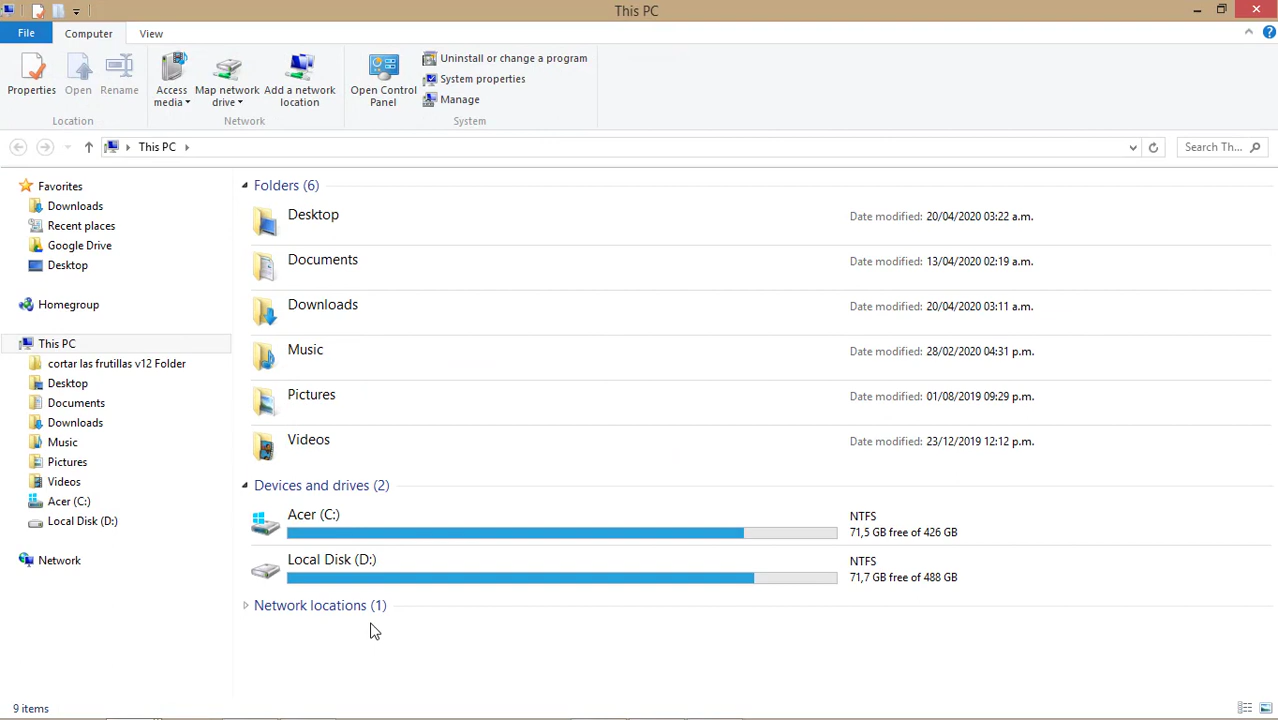 This PC
File
Computer
View
Properties
Open
Rename
Access media
Map network drive
Add a network location
Open Control Panel
Uninstall or change a program
System properties
Manage
Location
Network
System
This PC
Search Th...
Favorites
Downloads
Recent places
Google Drive
Desktop
Homegroup
This PC
cortar las frutillas v12 Folder
Desktop
Documents
Downloads
Music
Pictures
Videos
Acer (C:)
Local Disk (D:)
Network
Folders (6)
Desktop
Date modified: 20/04/2020 03:22 a.m.
Documents
Date modified: 13/04/2020 02:19 a.m.
Downloads
Date modified: 20/04/2020 03:11 a.m.
Music
Date modified: 28/02/2020 04:31 p.m.
Pictures
Date modified: 01/08/2019 09:29 p.m.
Videos
Date modified: 23/12/2019 12:12 p.m.
Devices and drives (2)
Acer (C:)
NTFS
71,5 GB free of 426 GB
Local Disk (D:)
NTFS
71,7 GB free of 488 GB
Network locations (1)
9 items